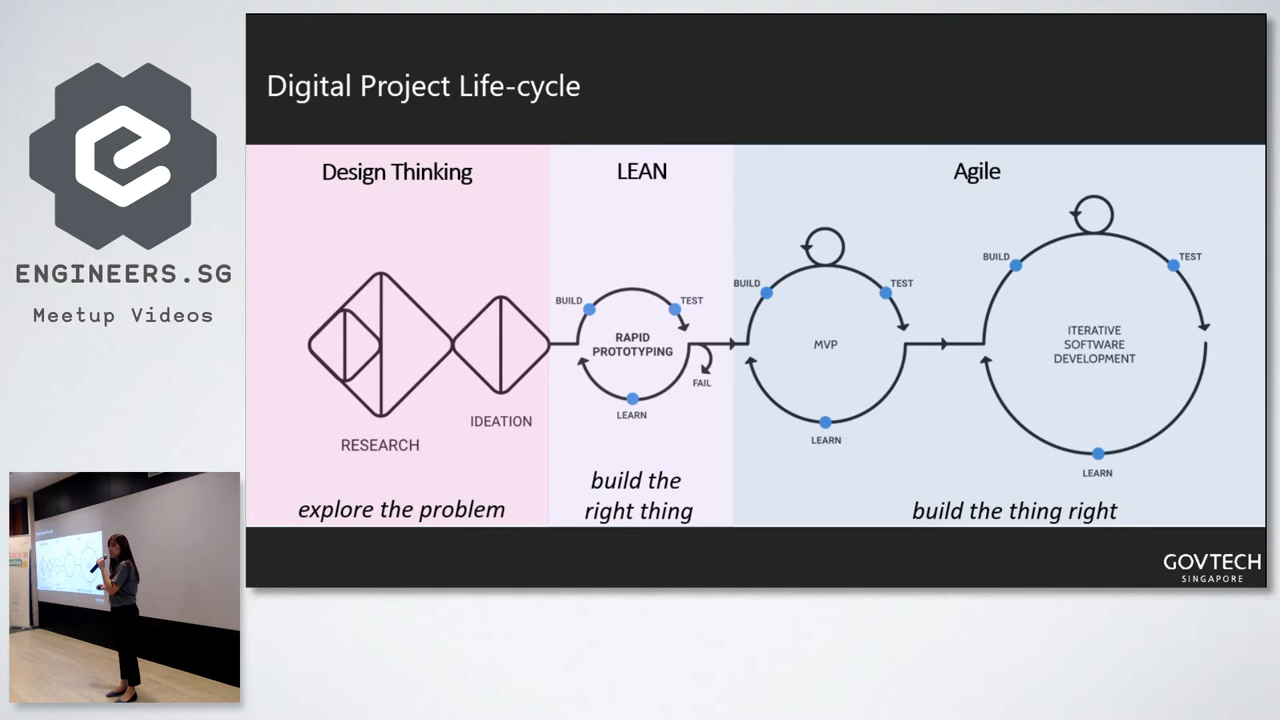 ENGINEERS.SG
Meetup Videos
Digital Project Life-cycle
Design Thinking
RESEARCH
IDEATION
explore the problem
LEAN
BUILD
TEST
RAPID
PROTOTYPING
FAIL
LEARN
build the
right thing
Agile
BUILD
TEST
MVP
LEARN
BUILD
TEST
ITERATIVE
SOFTWARE
DEVELOPMENT
LEARN
build the thing right
GOVTECH
SINGAPORE